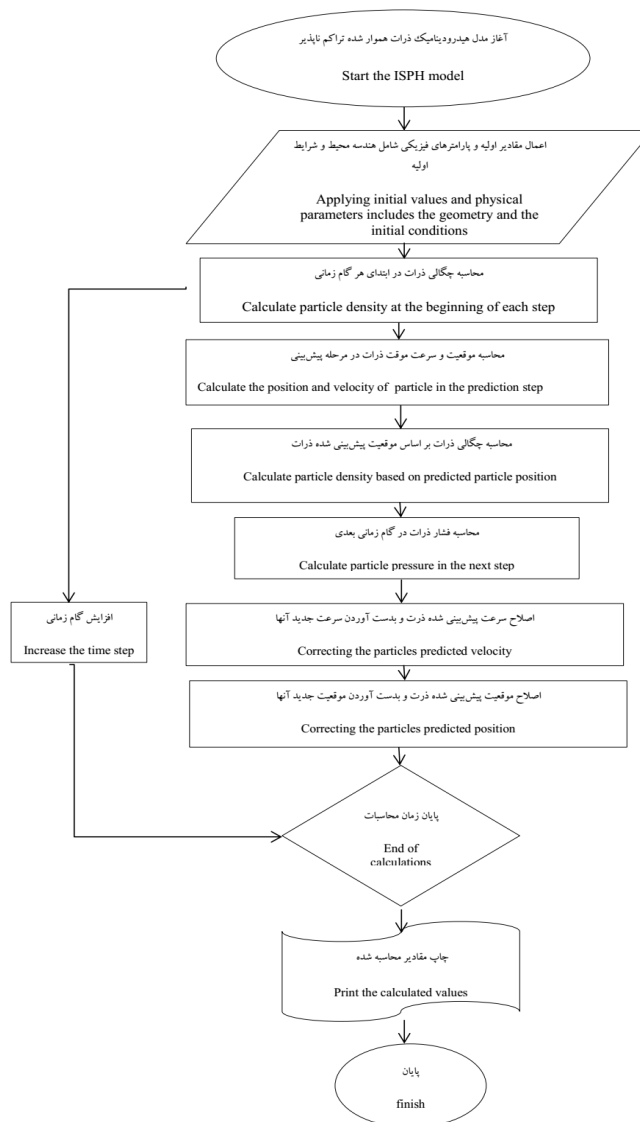 آغاز مدل هیدرودینامیک ذرات هموار شده تراکم ناپذیر
Start the ISPH model
اعمال مقادیر اولیه و پارامترهای فیزیکی شامل هندسه محیط و شرایط
اولیه
Applying initial values and physical
parameters includes the geometry and the
initial conditions
محاسبه چگالی ذرات در ابتدای هر گام زمانی
Calculate particle density at the beginning of each step
محاسبه موقعیت و سرعت موقت ذرات در مرحله پیش‌بینی
Calculate the position and velocity of particle in the prediction step
محاسبه چگالی ذرات بر اساس موقعیت پیش‌بینی شده ذرات
Calculate particle density based on predicted particle position
محاسبه فشار ذرات در گام زمانی بعدی
Calculate particle pressure in the next step
افزایش گام زمانی
Increase the time step
اصلاح سرعت پیش‌بینی شده ذرت و بدست آوردن سرعت جدید آنها
Correcting the particles predicted velocity
اصلاح موقعیت پیش‌بینی شده ذرت و بدست آوردن موقعیت جدید آنها
Correcting the particles predicted position
پایان زمان محاسبات
End of
calculations
چاپ مقادیر محاسبه شده
Print the calculated values
پایان
finish